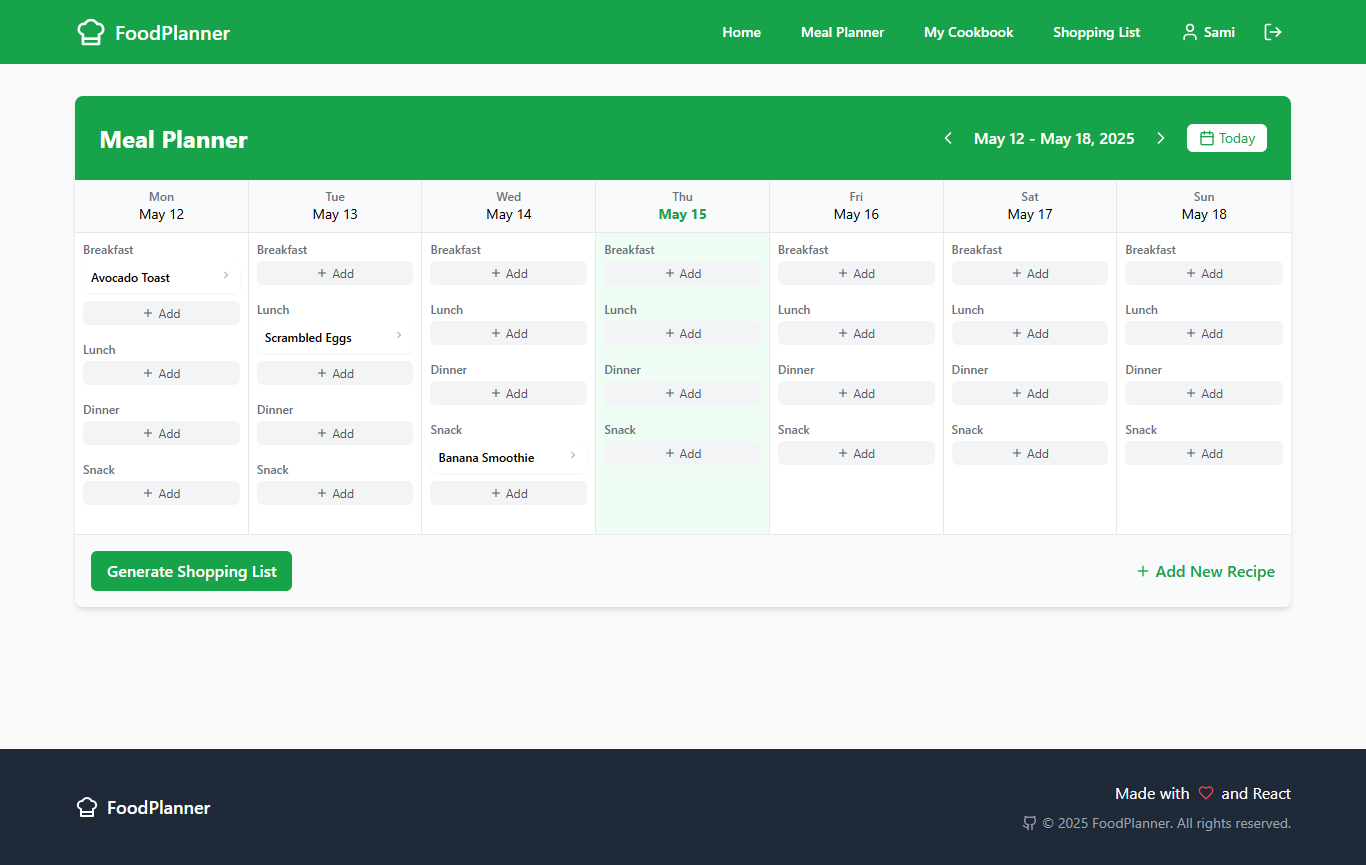 FoodPlanner
Home
Meal Planner
My Cookbook
Shopping List
Sami
Meal Planner
May 12 - May 18, 2025
Today
Mon
May 12
Tue
May 13
Wed
May 14
Thu
May 15
Fri
May 16
Sat
May 17
Sun
May 18
Breakfast
Avocado Toast
+ Add
Lunch
+ Add
Dinner
+ Add
Snack
+ Add
Breakfast
+ Add
Lunch
Scrambled Eggs
+ Add
Dinner
+ Add
Snack
+ Add
Breakfast
+ Add
Lunch
+ Add
Dinner
+ Add
Snack
Banana Smoothie
+ Add
Breakfast
+ Add
Lunch
+ Add
Dinner
+ Add
Snack
+ Add
Breakfast
+ Add
Lunch
+ Add
Dinner
+ Add
Snack
+ Add
Breakfast
+ Add
Lunch
+ Add
Dinner
+ Add
Snack
+ Add
Breakfast
+ Add
Lunch
+ Add
Dinner
+ Add
Snack
+ Add
Generate Shopping List
+ Add New Recipe
FoodPlanner
Made with ♡ and React
© 2025 FoodPlanner. All rights reserved.